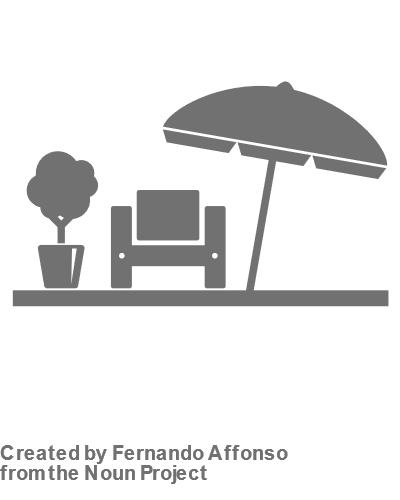 Created by Fernando Affonso
from the Noun Project